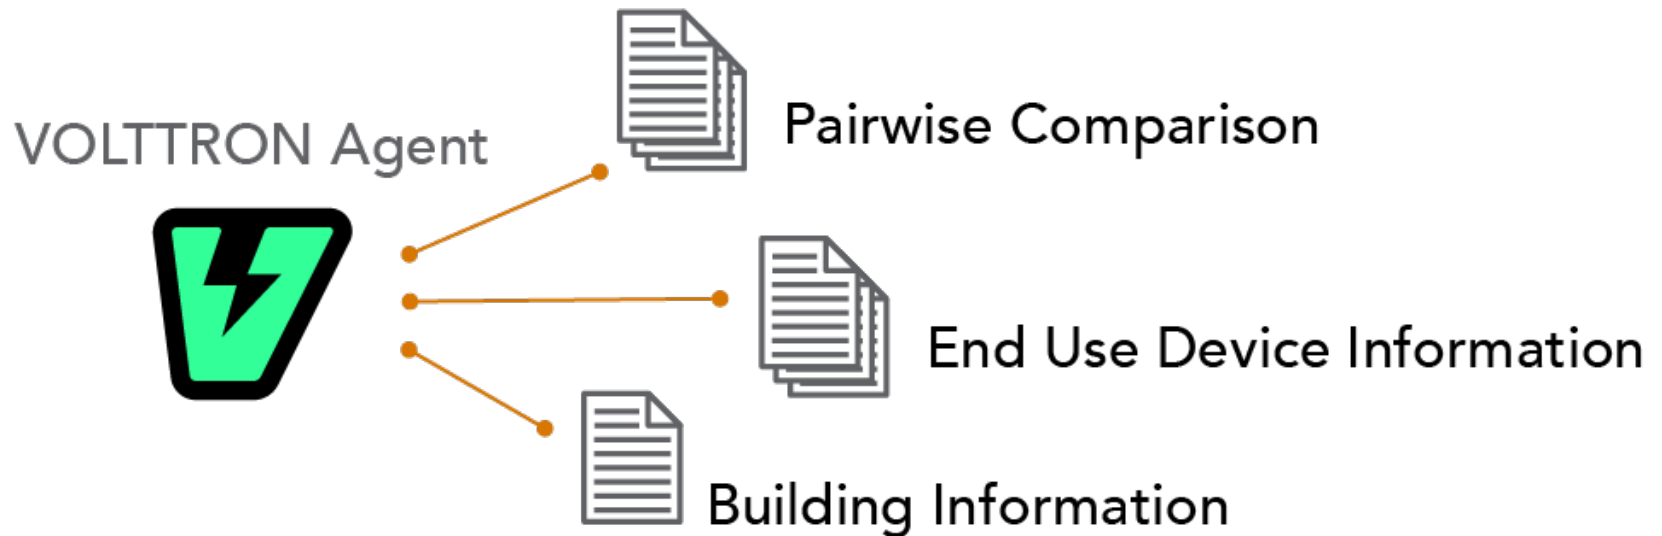 VOLTTRON Agent
Pairwise Comparison
End Use Device Information
Building Information